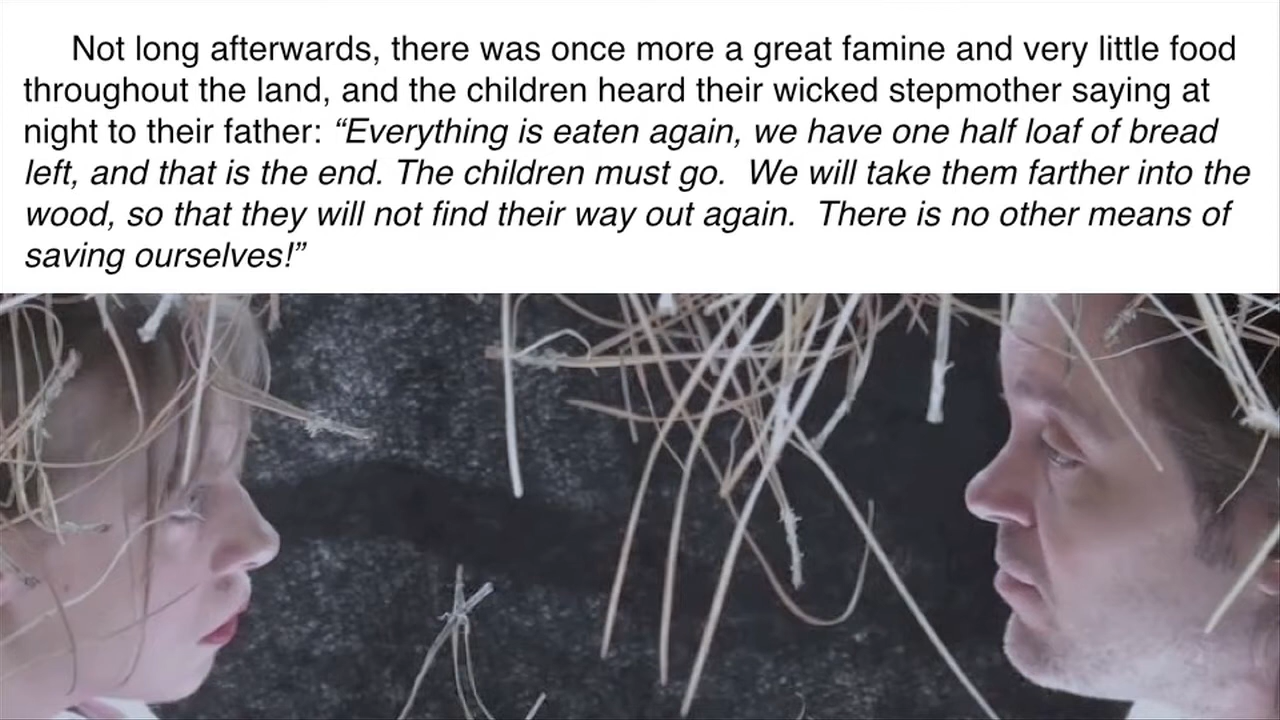 Not long afterwards, there was once more a great famine and very little food
throughout the land, and the children heard their wicked stepmother saying at
night to their father: “Everything is eaten again, we have one half loaf of bread
left, and that is the end. The children must go.  We will take them farther into the
wood, so that they will not find their way out again.  There is no other means of
saving ourselves!”